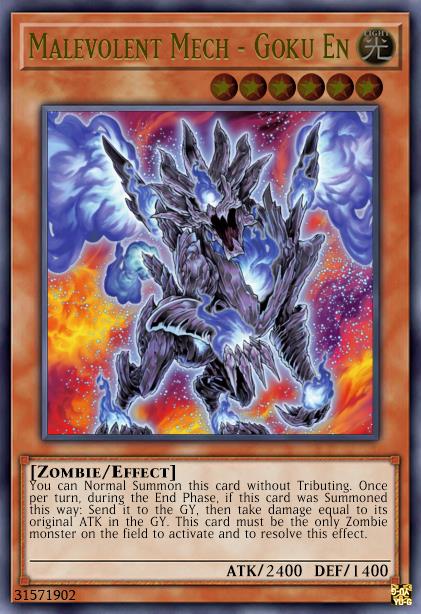 MALEVOLENT MECH - GOKU EN
LIGHT
光
[ZOMBIE/EFFECT]
You can Normal Summon this card without Tributing. Once
per turn, during the End Phase, if this card was Summoned
this way: Send it to the GY, then take damage equal to its
original ATK in the GY. This card must be the only Zombie
monster on the field to activate and to resolve this effect.
ATK/2400 DEF/1400
31571902